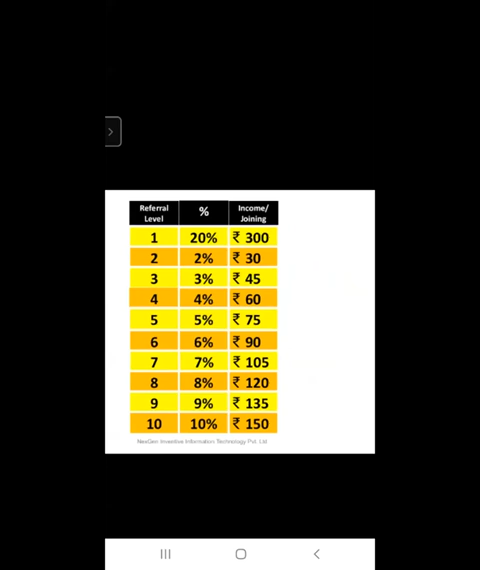 Referral Level % Income/ Joining
1 20% ₹ 300
2 2% ₹ 30
3 3% ₹ 45
4 4% ₹ 60
5 5% ₹ 75
6 6% ₹ 90
7 7% ₹ 105
8 8% ₹ 120
9 9% ₹ 135
10 10% ₹ 150
NexGen Inventive Information Technology Pvt. Ltd